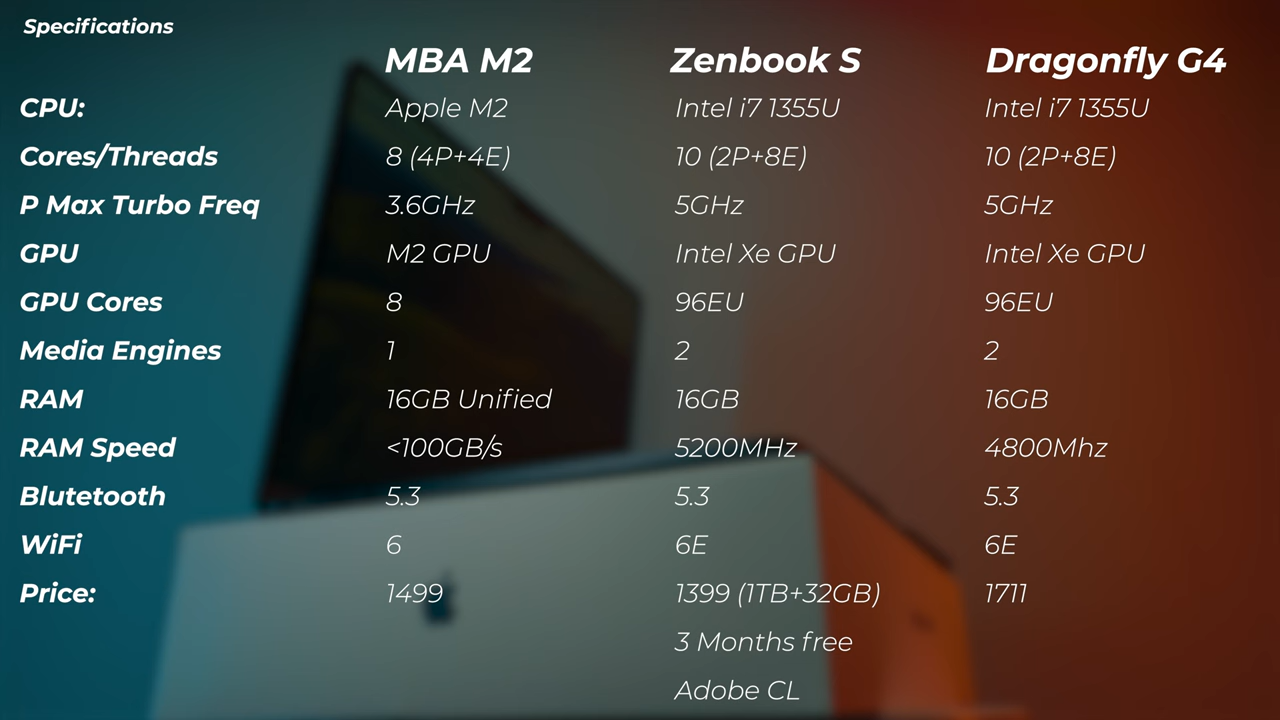 Specifications
MBA M2 Zenbook S Dragonfly G4
CPU: Apple M2 Intel i7 1355U Intel i7 1355U
Cores/Threads 8 (4P+4E) 10 (2P+8E) 10 (2P+8E)
P Max Turbo Freq 3.6GHz 5GHz 5GHz
GPU M2 GPU Intel Xe GPU Intel Xe GPU
GPU Cores 8 96EU 96EU
Media Engines 1 2 2
RAM 16GB Unified 16GB 16GB
RAM Speed <100GB/s 5200MHz 4800Mhz
Blutetooth 5.3 5.3 5.3
WiFi 6 6E 6E
Price: 1499 1399 (1TB+32GB) 1711
3 Months free
Adobe CL